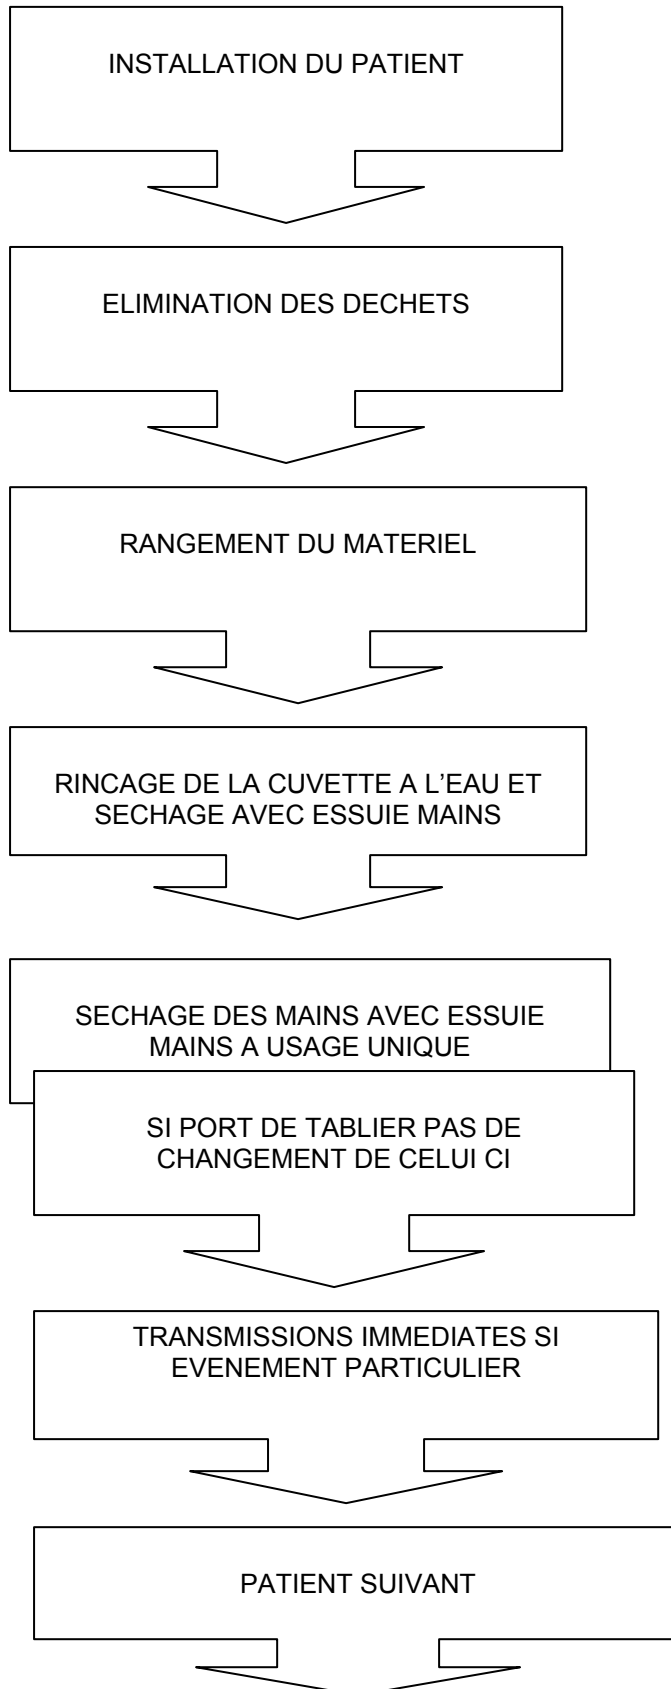 INSTALLATION DU PATIENT
ELIMINATION DES DECHETS
RANGEMENT DU MATERIEL
RINCAGE DE LA CUVETTE A L’EAU ET
SECHAGE AVEC ESSUIE MAINS
SECHAGE DES MAINS AVEC ESSUIE
MAINS A USAGE UNIQUE
SI PORT DE TABLIER PAS DE
CHANGEMENT DE CELUI CI
TRANSMISSIONS IMMEDIATES SI
EVENEMENT PARTICULIER
PATIENT SUIVANT